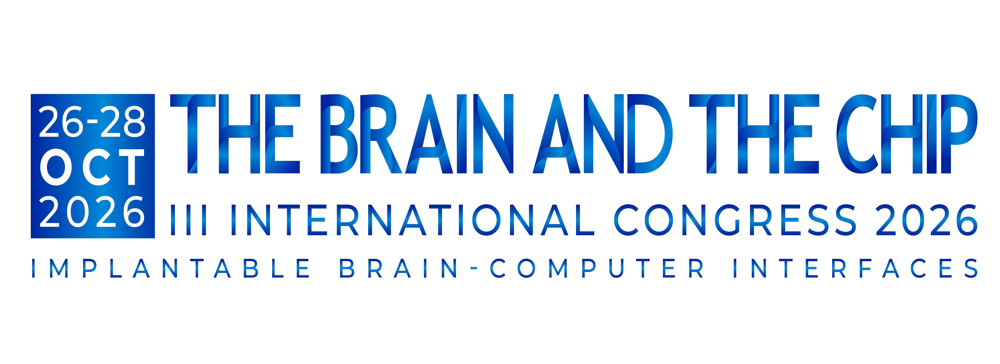 26-28
OCT
2026
THE BRAIN AND THE CHIP
III INTERNATIONAL CONGRESS 2026
IMPLANTABLE BRAIN-COMPUTER INTERFACES